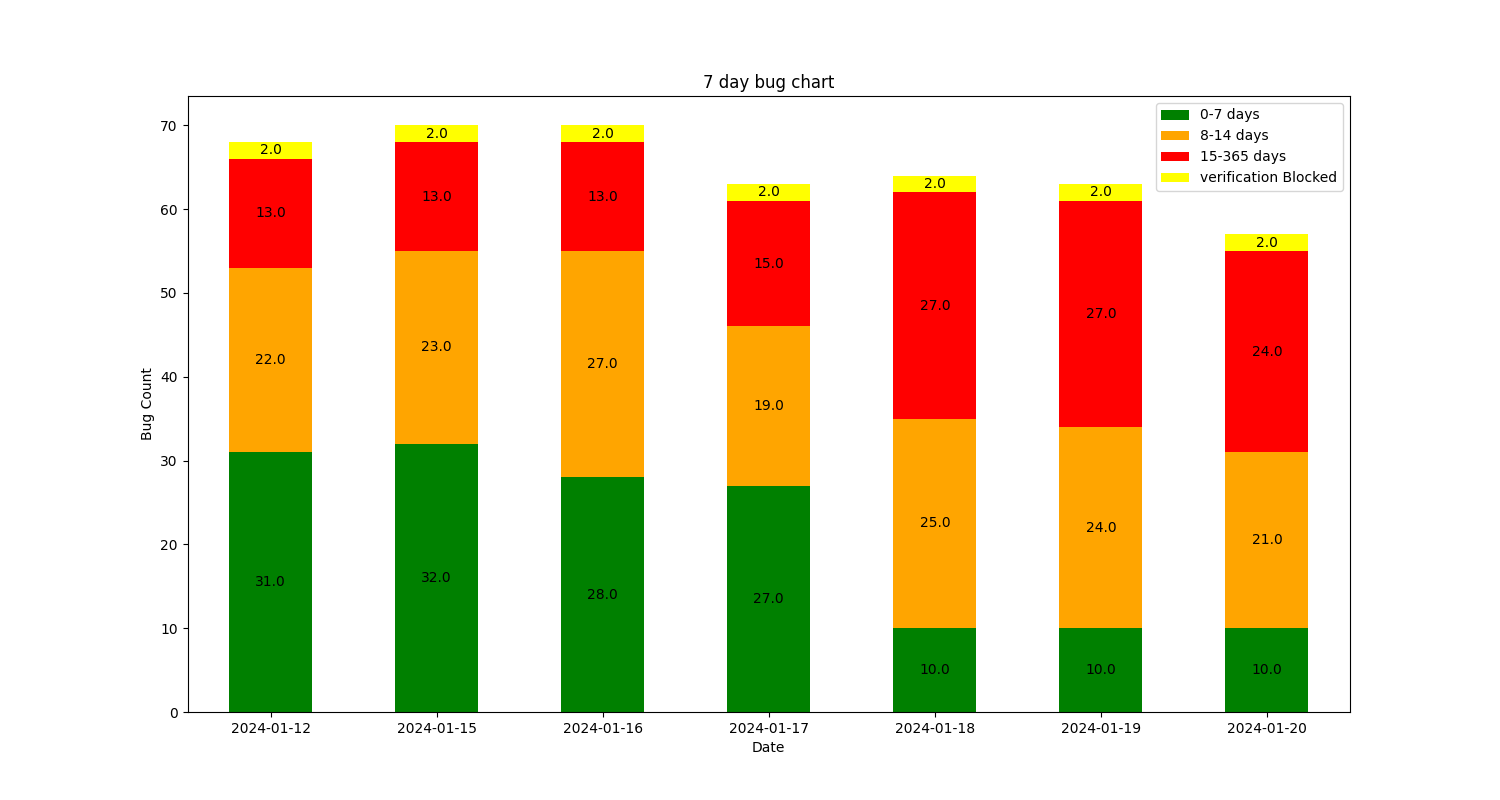 7 day bug chart
0-7 days
8-14 days
15-365 days
verification Blocked
Bug Count
70
60
50
40
30
20
10
0
2.0 2.0 2.0 2.0 2.0 2.0 2.0
13.0 13.0 13.0 15.0 27.0 27.0 24.0
22.0 23.0 27.0 19.0 25.0 24.0 21.0
31.0 32.0 28.0 27.0 10.0 10.0 10.0
2024-01-12 2024-01-15 2024-01-16 2024-01-17 2024-01-18 2024-01-19 2024-01-20
Date